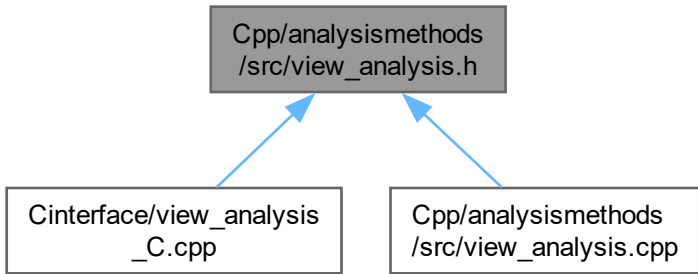 Cpp/analysismethods
/src/view_analysis.h
Cinterface/view_analysis
_C.cpp
Cpp/analysismethods
/src/view_analysis.cpp